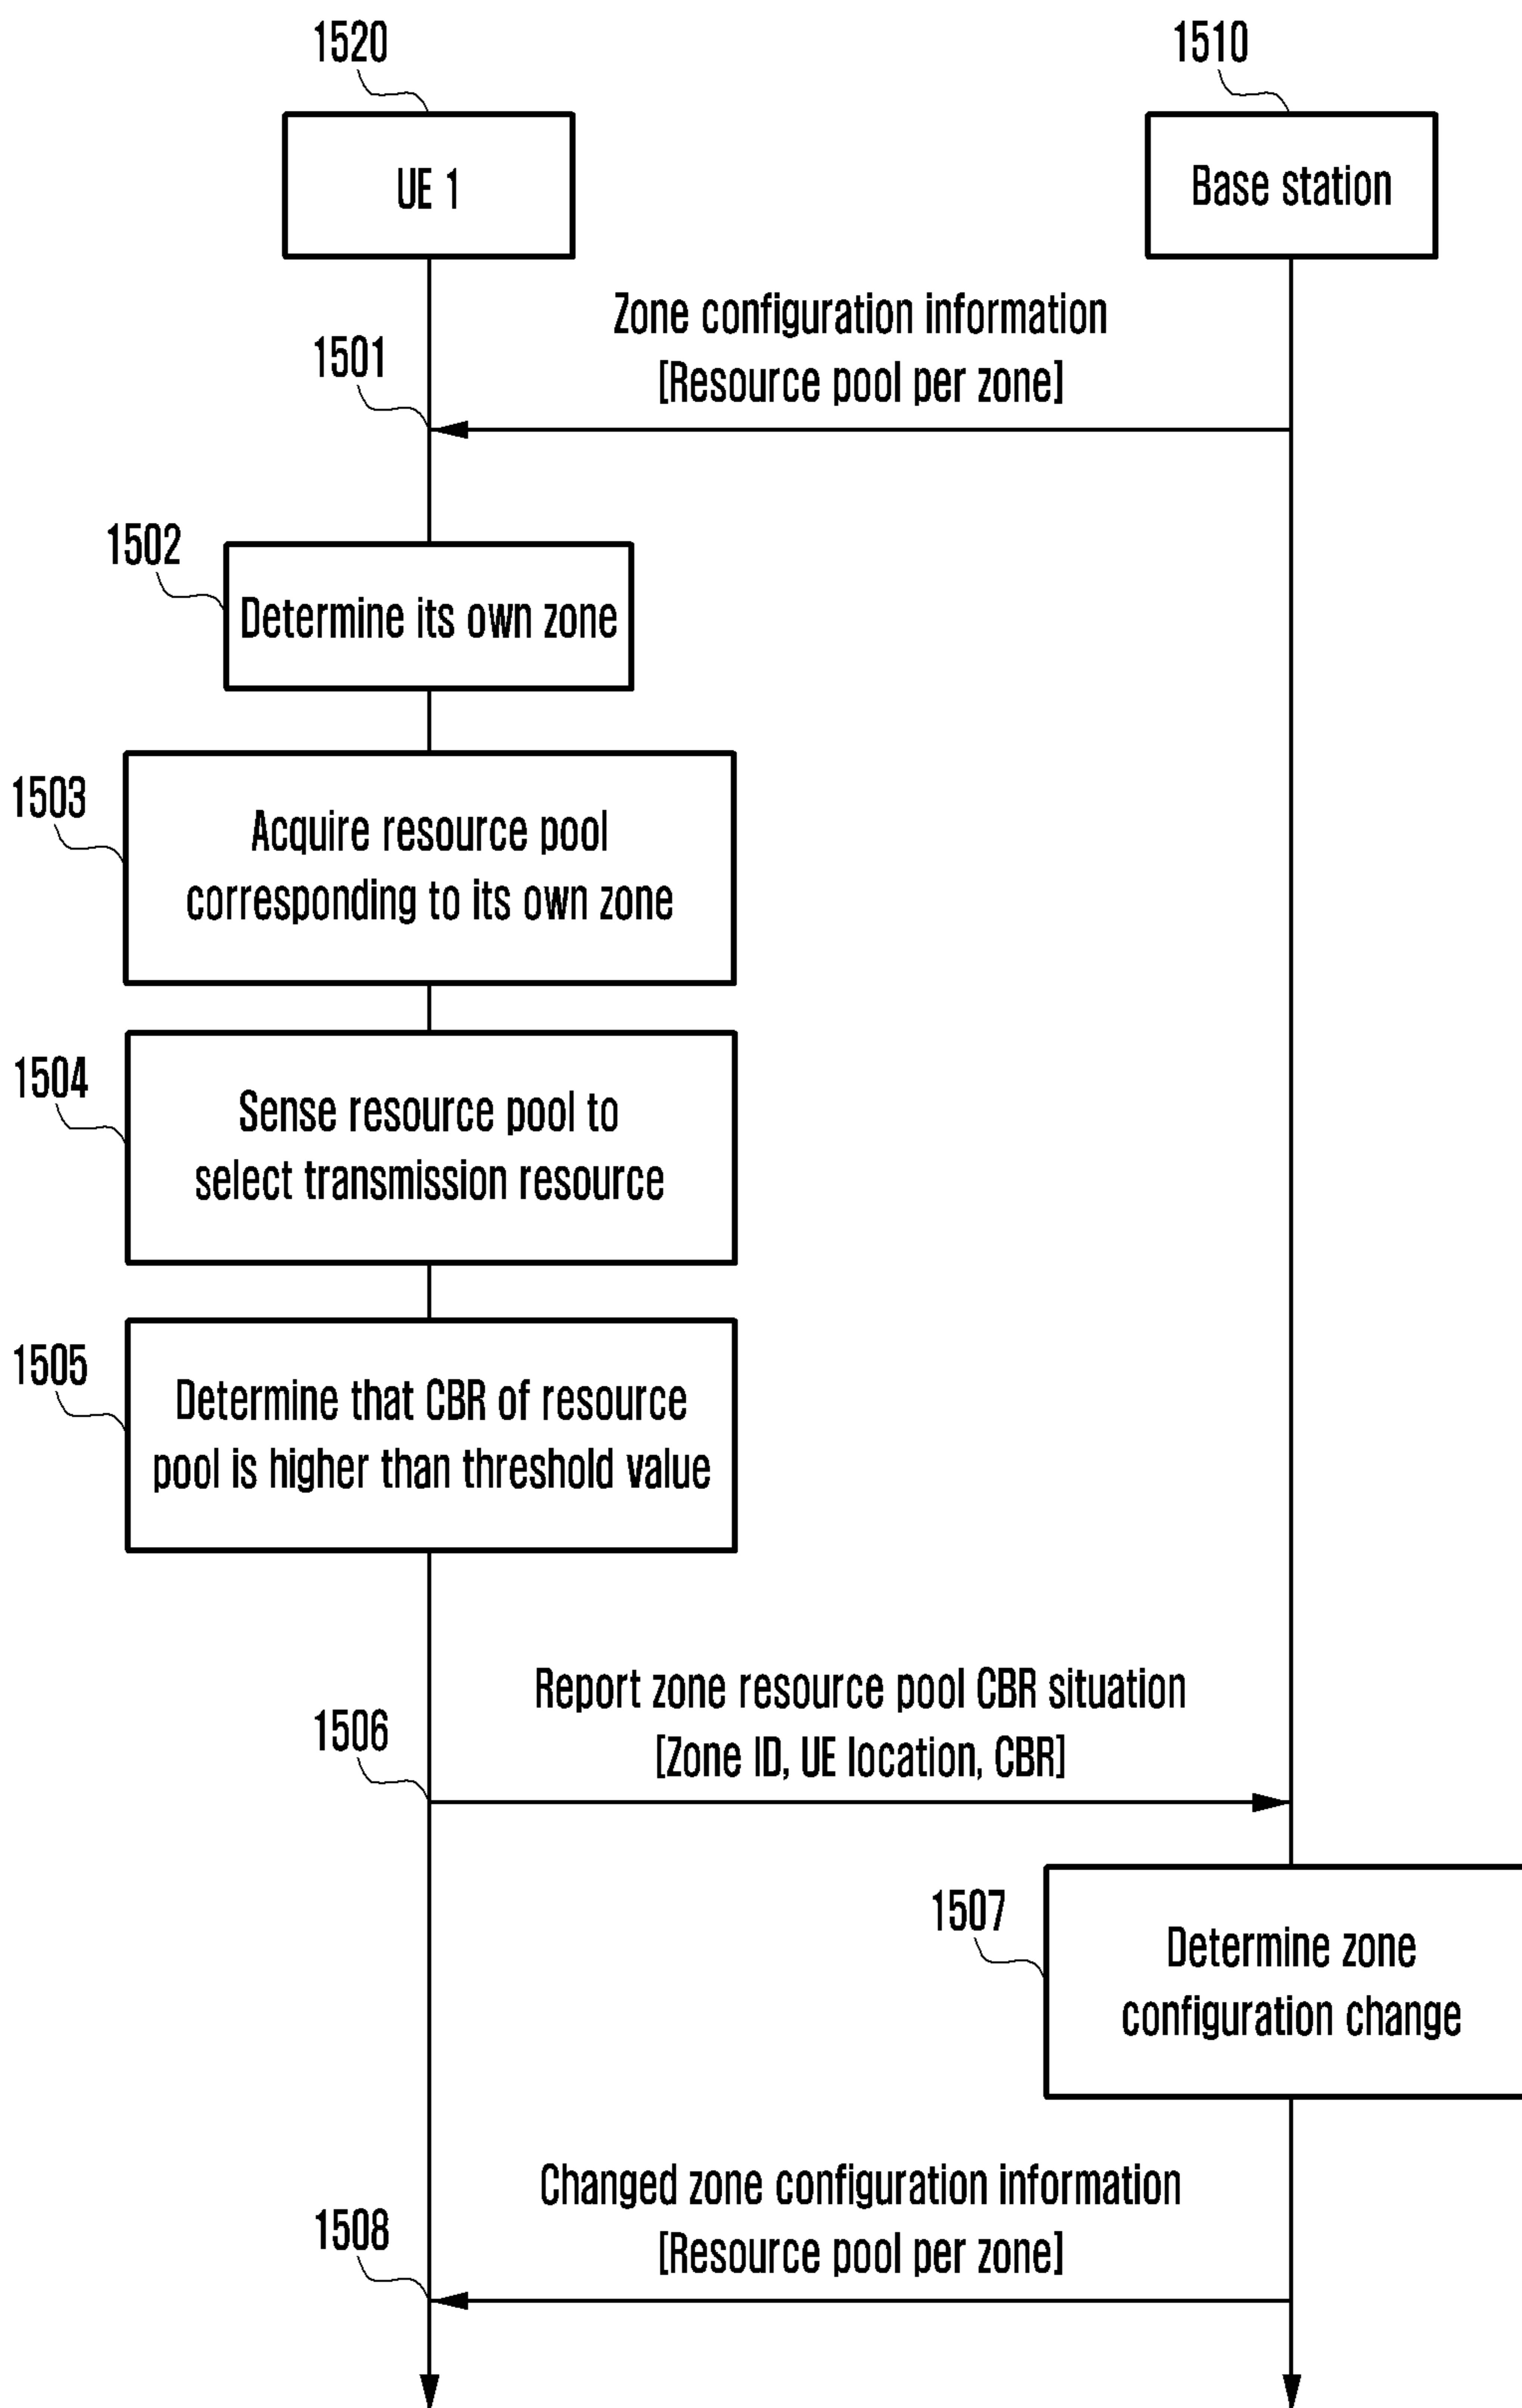 1520
1510
UE 1
Base station
Zone configuration information
[Resource pool per zone]
1501
1502
Determine its own zone
1503
Acquire resource pool
corresponding to its own zone
1504
Sense resource pool to
select transmission resource
1505
Determine that CBR of resource
pool is higher than threshold value
Report zone resource pool CBR situation
[Zone ID, UE location, CBR]
1506
1507
Determine zone
configuration change
Changed zone configuration information
[Resource pool per zone]
1508